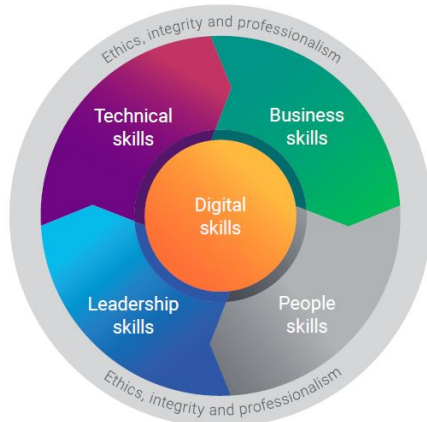 Ethics, integrity and professionalism
Technical
skills
Business
skills
Digital
skills
Leadership
skills
People
skills
Ethics, integrity and professionalism